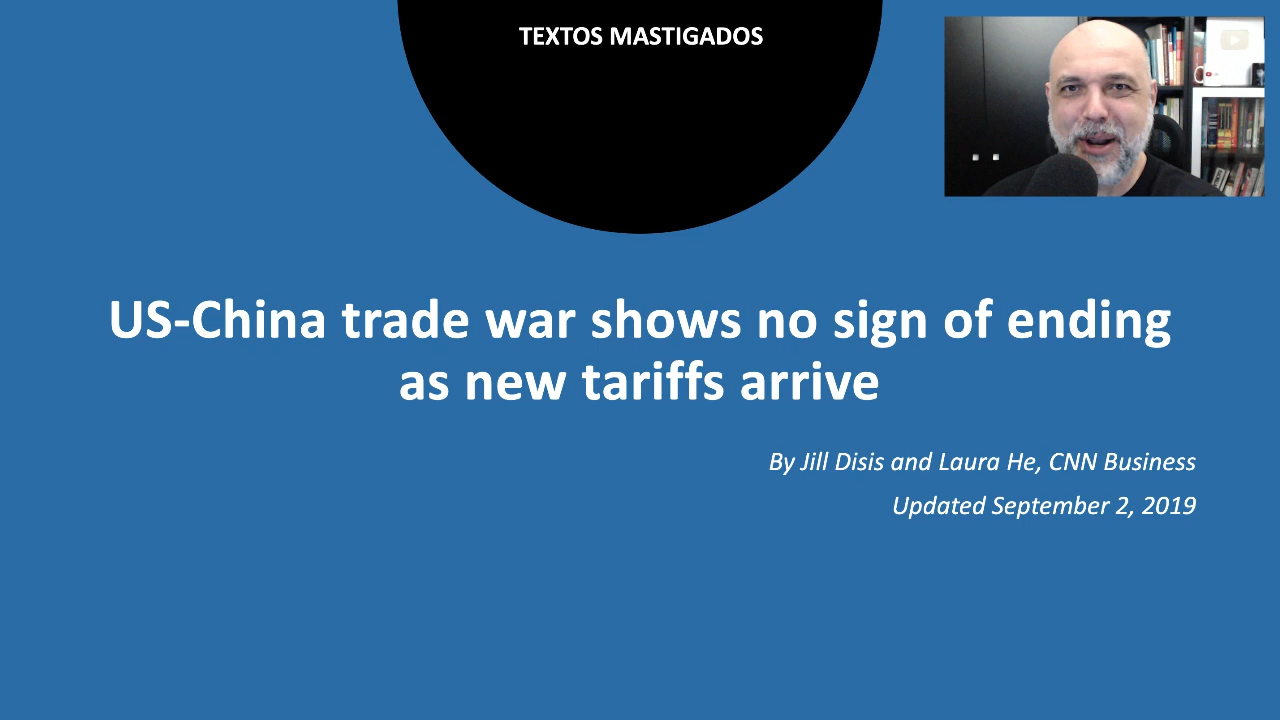 TEXTOS MASTIGADOS
US-China trade war shows no sign of ending
as new tariffs arrive
By Jill Disis and Laura He, CNN Business
Updated September 2, 2019